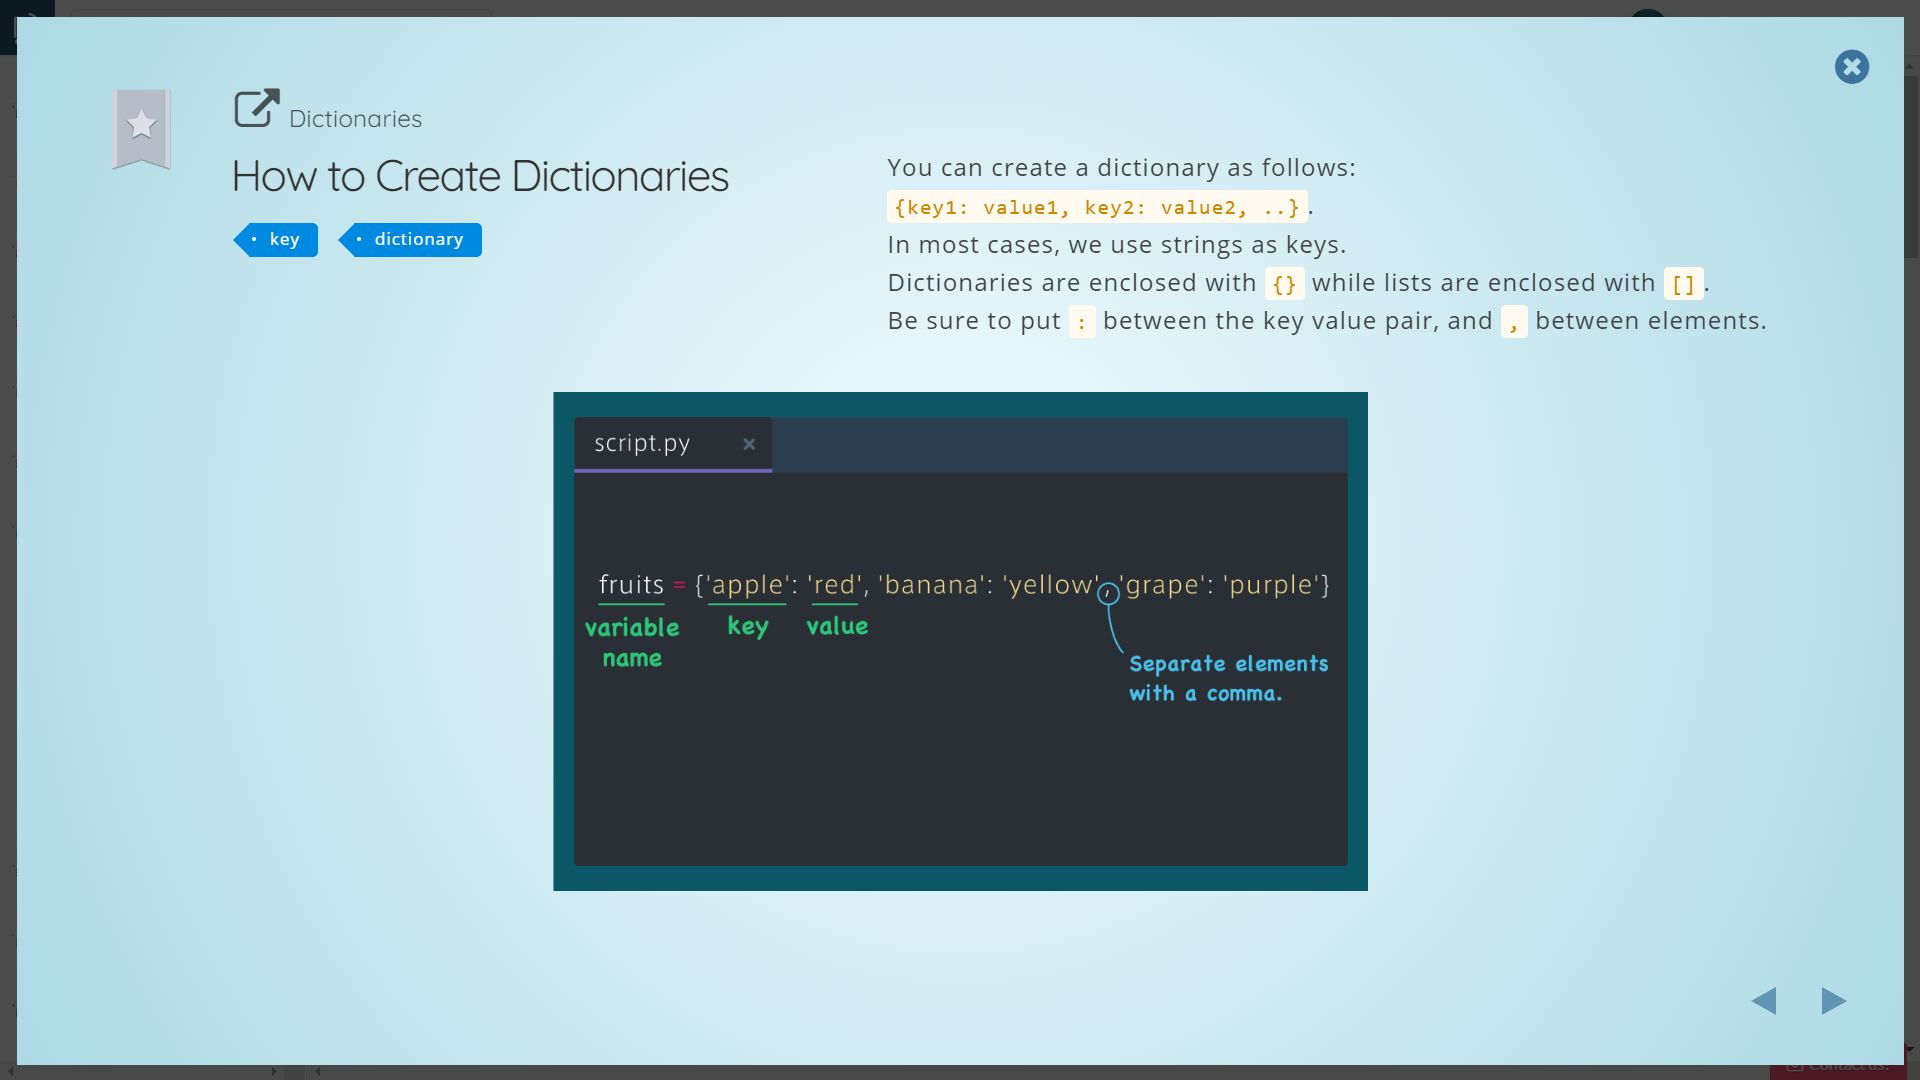 Dictionaries
How to Create Dictionaries
key
dictionary
You can create a dictionary as follows:
{key1: value1, key2: value2, ..}.
In most cases, we use strings as keys.
Dictionaries are enclosed with {} while lists are enclosed with [].
Be sure to put : between the key value pair, and , between elements.
script.py
fruits = {'apple': 'red', 'banana': 'yellow', 'grape': 'purple'}
variable name
key
value
Separate elements
with a comma.
Contact us!